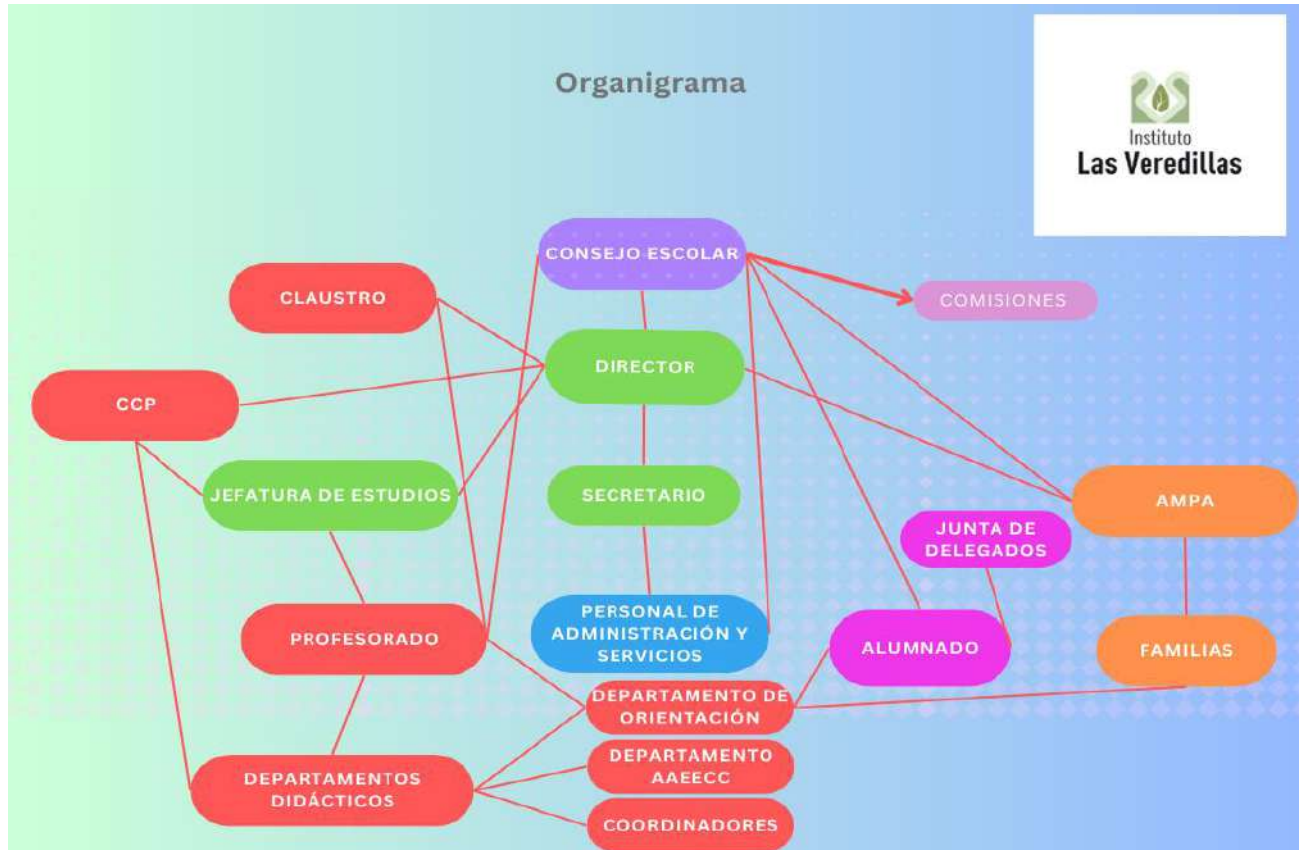 Organigrama
Instituto
Las Veredillas
CONSEJO ESCOLAR
CLAUSTRO
COMISIONES
DIRECTOR
CCP
JEFATURA DE ESTUDIOS
SECRETARIO
AMPA
JUNTA DE
DELEGADOS
PERSONAL DE
ADMINISTRACIÓN Y
SERVICIOS
PROFESORADO
ALUMNADO
FAMILIAS
DEPARTAMENTO DE
ORIENTACIÓN
DEPARTAMENTO
AAEECC
DEPARTAMENTOS
DIDÁCTICOS
COORDINADORES